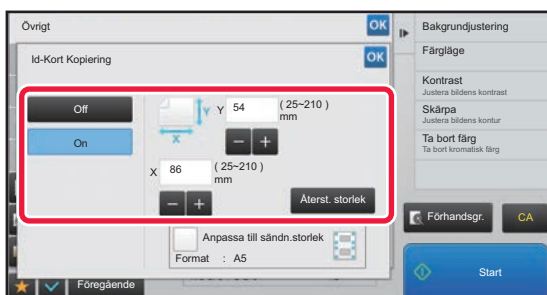 Övrigt
OK
Id-Kort Kopiering
OK
Off
On
Y
Y 54 ( 25~210 ) mm
− +
X
X 86 ( 25~210 ) mm
− +
Återst. storlek
Anpassa till sändn.storlek
Format : A5
Föregående
Bakgrundjustering
Färgläge
Kontrast
Justera bildens kontrast
Skärpa
Justera bildens kontur
Ta bort färg
Ta bort kromatisk färg
Förhandsgr.
CA
Start